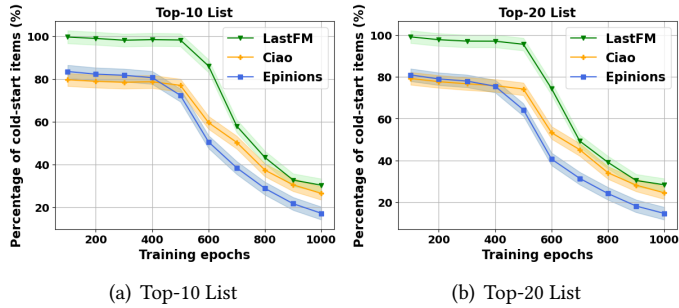 Top-10 List
Percentage of cold-start items (%)
100
80
60
40
20
200 400 600 800 1000
Training epochs
LastFM
Ciao
Epinions
(a) Top-10 List
Top-20 List
Percentage of cold-start items (%)
100
80
60
40
20
200 400 600 800 1000
Training epochs
LastFM
Ciao
Epinions
(b) Top-20 List